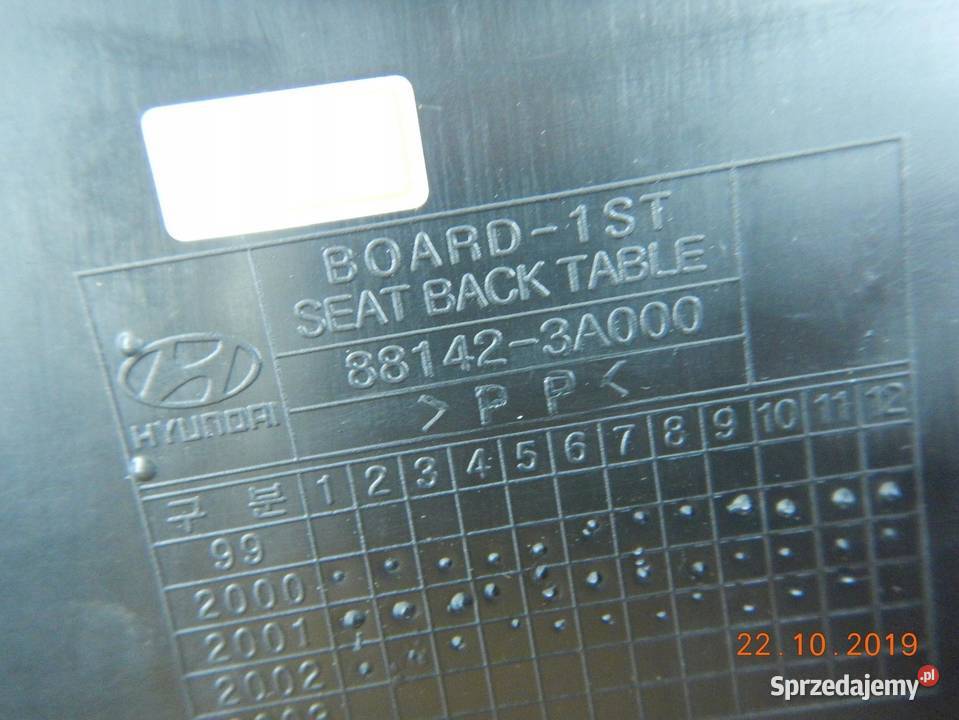 BOARD-1ST
SEAT BACK TABLE
88142-3A000
>PP<
HYUNDAI
구 분 1 2 3 4 5 6 7 8 9 10 11 12
99
2000
2001
2002
22.10.2019
Sprzedajemy.pl